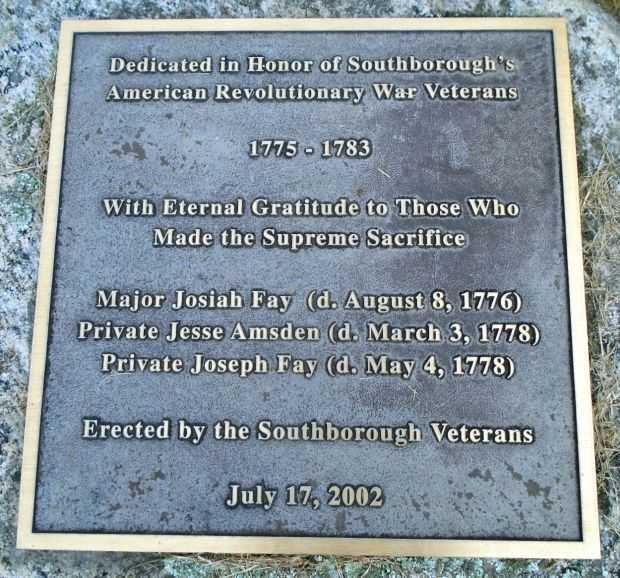 Dedicated in Honor of Southborough's
American Revolutionary War Veterans
1775 - 1783
With Eternal Gratitude to Those Who
Made the Supreme Sacrifice
Major Josiah Fay (d. August 8, 1776)
Private Jesse Amsden (d. March 3, 1778)
Private Joseph Fay (d. May 4, 1778)
Erected by the Southborough Veterans
July 17, 2002